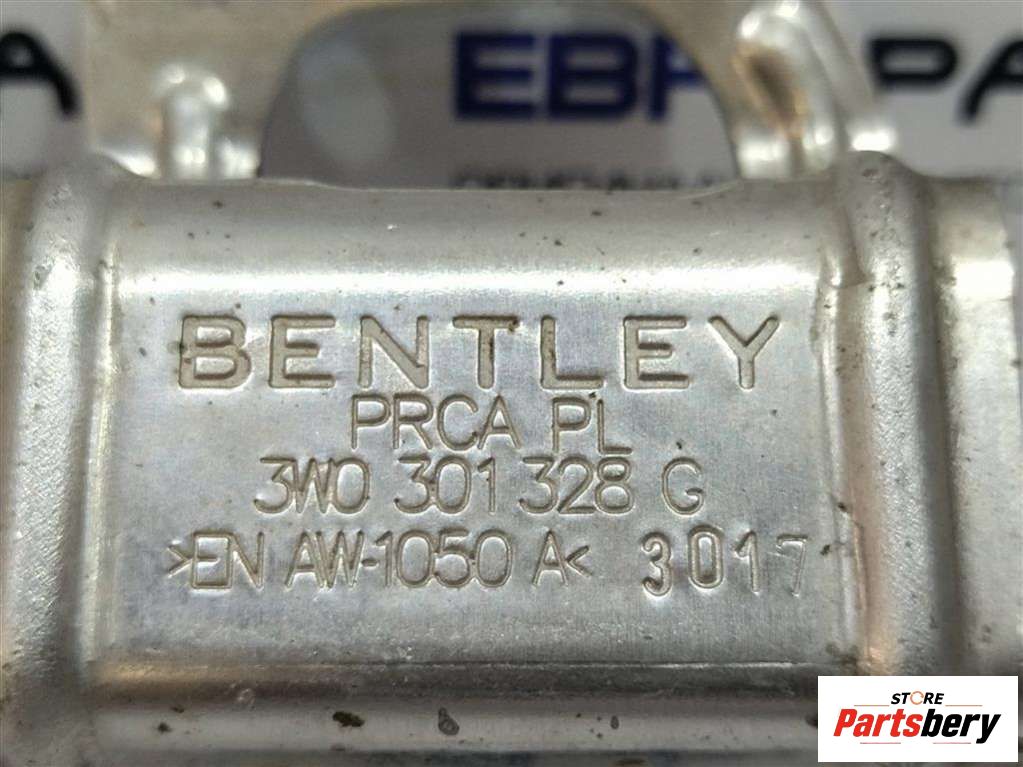 BENTLEY
PRCA PL
3W0 301 328 G
>EN AW-1050 A< 3017
STORE
Partsbery